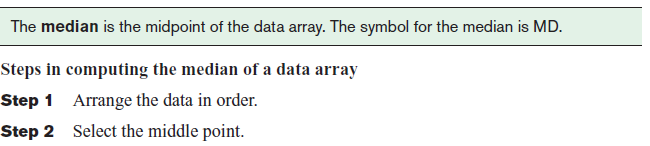 The median is the midpoint of the data array. The symbol for the median is MD.
Steps in computing the median of a data array
Step 1 Arrange the data in order.
Step 2 Select the middle point.